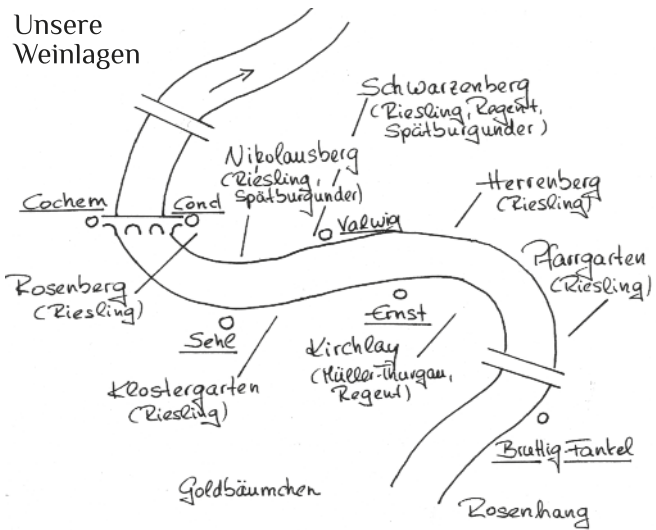 Unsere
Weinlagen
Schwarzenberg
(Riesling, Regent,
Spätburgunder)
Nikolausberg
(Riesling,
Spätburgunder)
Herrenberg
(Riesling)
Cochem
Cond
Valwig
Pfarrgarten
(Riesling)
Rosenberg
(Riesling)
Ernst
Sehl
Kirchlay
(Müller-Thurgau,
Regent)
Klostergarten
(Riesling)
Bruttig-Fankel
Goldbäumchen
Rosenhang